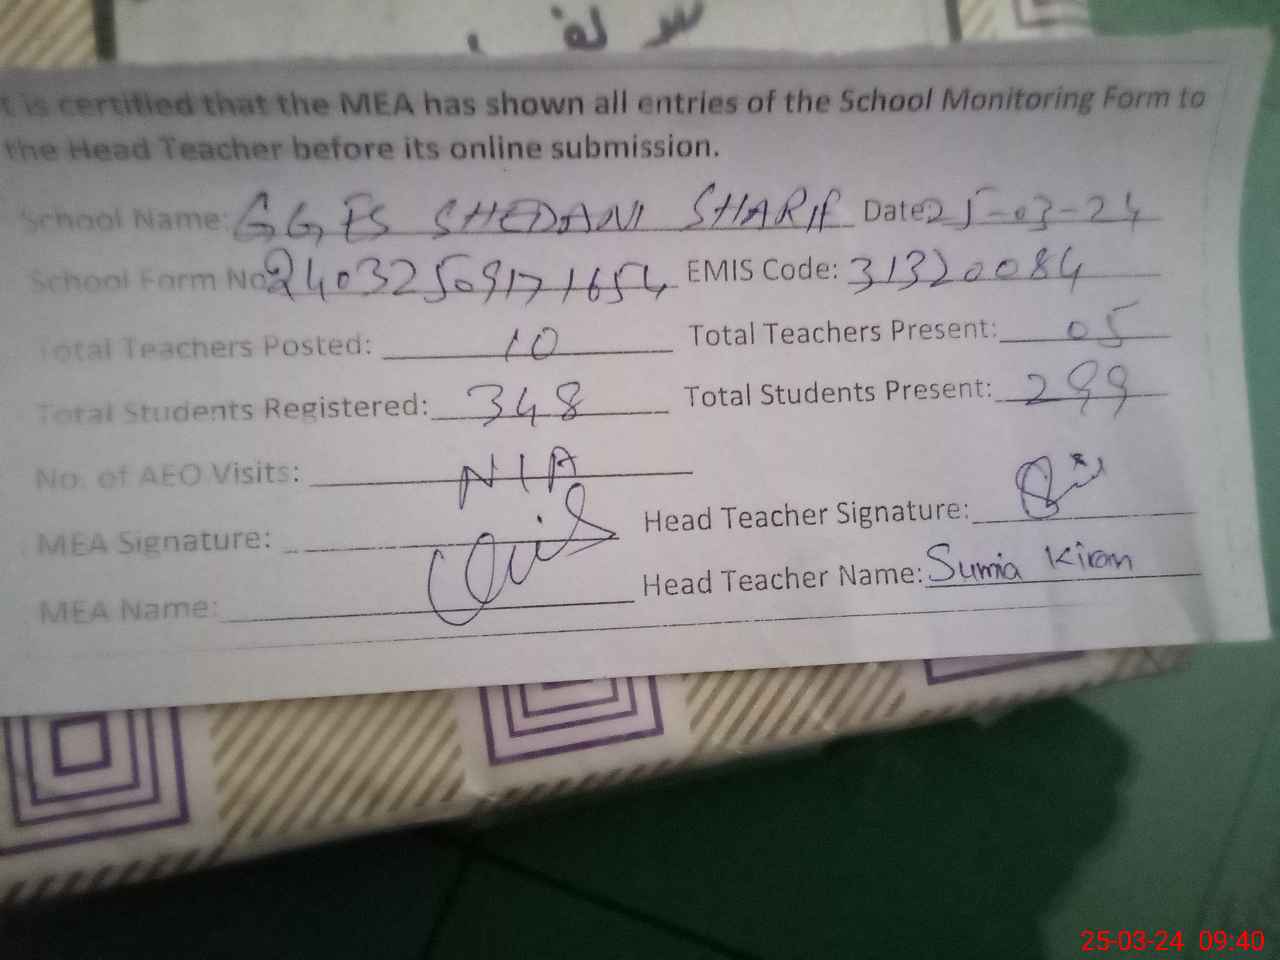 سلف
t is certified that the MEA has shown all entries of the School Monitoring Form to
the Head Teacher before its online submission.
School Name: GGES SHEDANI SHARIF Date 25-03-24
School Form No 24032509171654 EMIS Code: 31320084
Total Teachers Posted: 10 Total Teachers Present: 05
Total Students Registered: 348 Total Students Present: 299
No. of AEO Visits: N/A
MEA Signature: Head Teacher Signature:
MEA Name: Head Teacher Name: Sumia Kiran
25-03-24 09:40